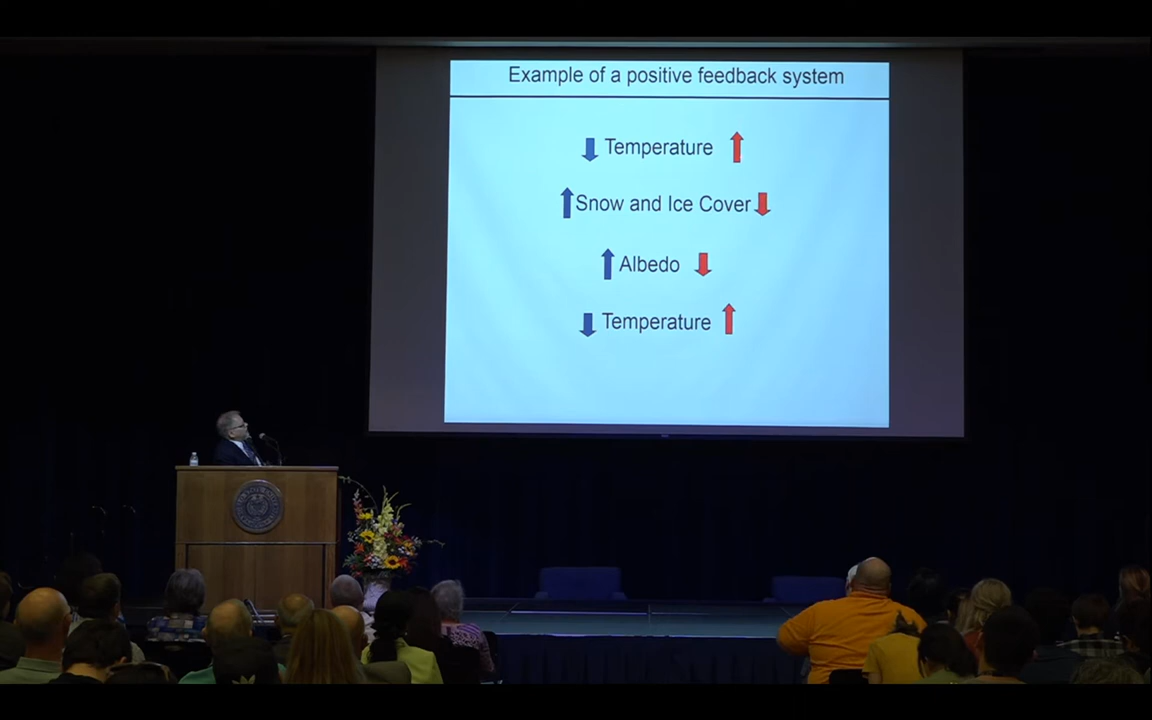 Example of a positive feedback system
Temperature
Snow and Ice Cover
Albedo
Temperature